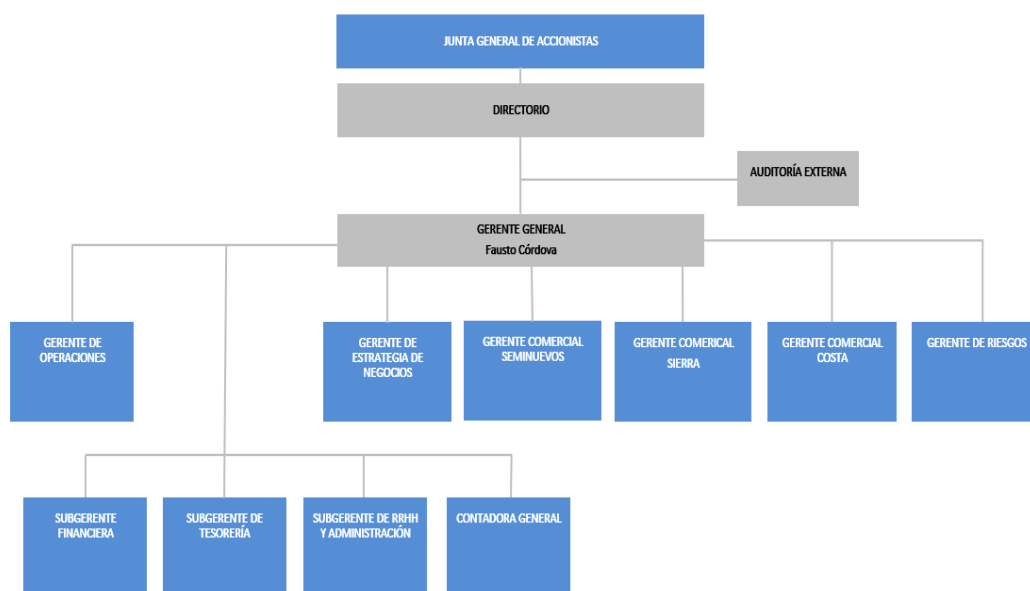 JUNTA GENERAL DE ACCIONISTAS
DIRECTORIO
AUDITORÍA EXTERNA
GERENTE GENERAL
Fausto Córdova
GERENTE DE
OPERACIONES
GERENTE DE
ESTRATEGIA DE
NEGOCIOS
GERENTE COMERCIAL
SEMINUEVOS
GERENTE COMERICAL
SIERRA
GERENTE COMERCIAL
COSTA
GERENTE DE RIESGOS
SUBGERENTE
FINANCIERA
SUBGERENTE DE
TESORERÍA
SUBGERENTE DE RRHH
Y ADMINISTRACIÓN
CONTADORA GENERAL